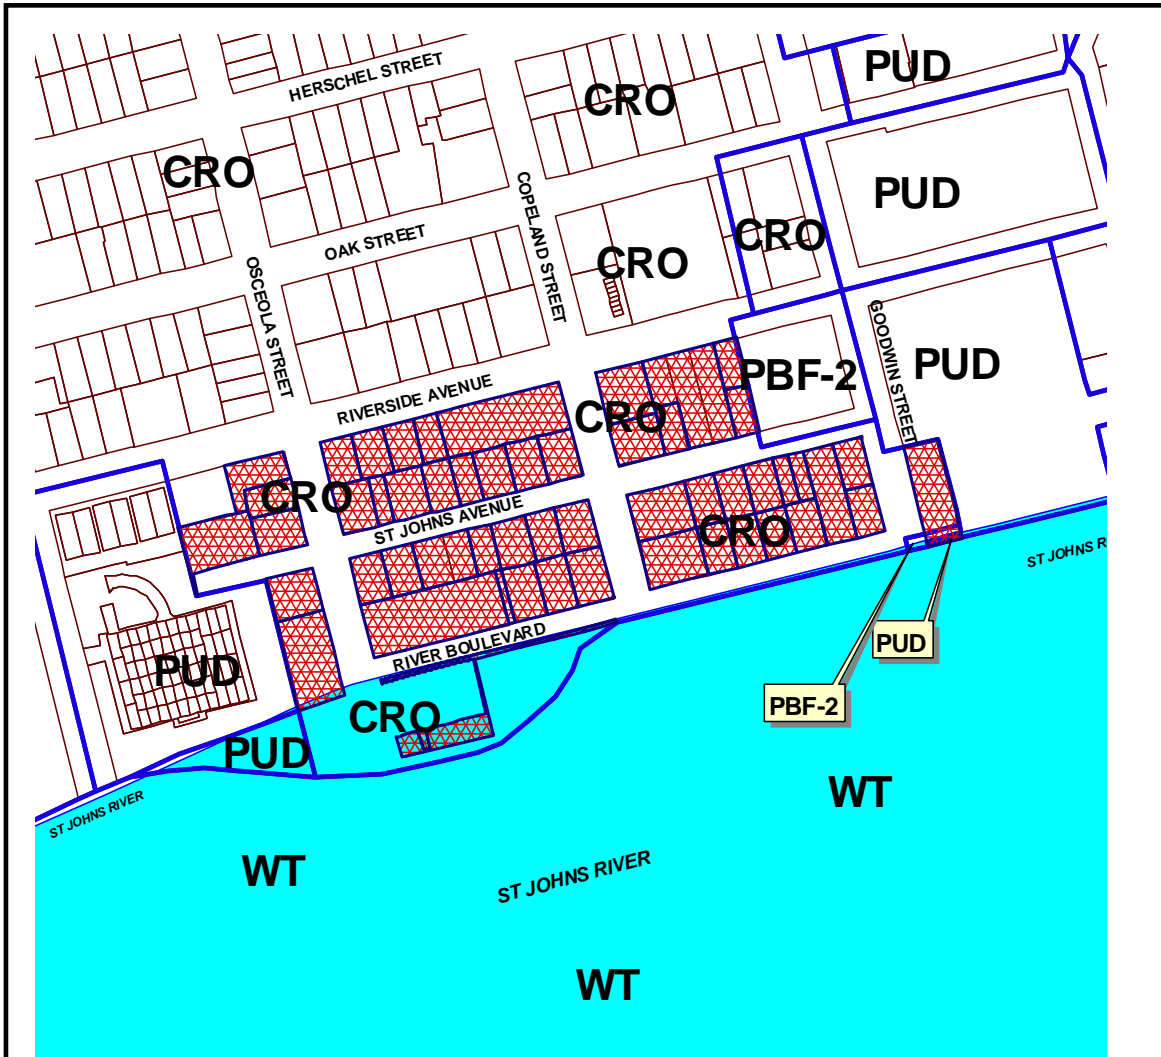 HERSCHEL STREET
PUD
CRO
CRO
COPELAND STREET
PUD
OAK STREET
CRO
CRO
OSCEOLA STREET
GOODWIN STREET
PUD
PBF-2
RIVERSIDE AVENUE
CRO
CRO
ST JOHNS AVENUE
CRO
ST JOHNS R
RIVER BOULEVARD
PUD
PUD
PBF-2
CRO
PUD
ST JOHNS RIVER
WT
WT
ST JOHNS RIVER
WT